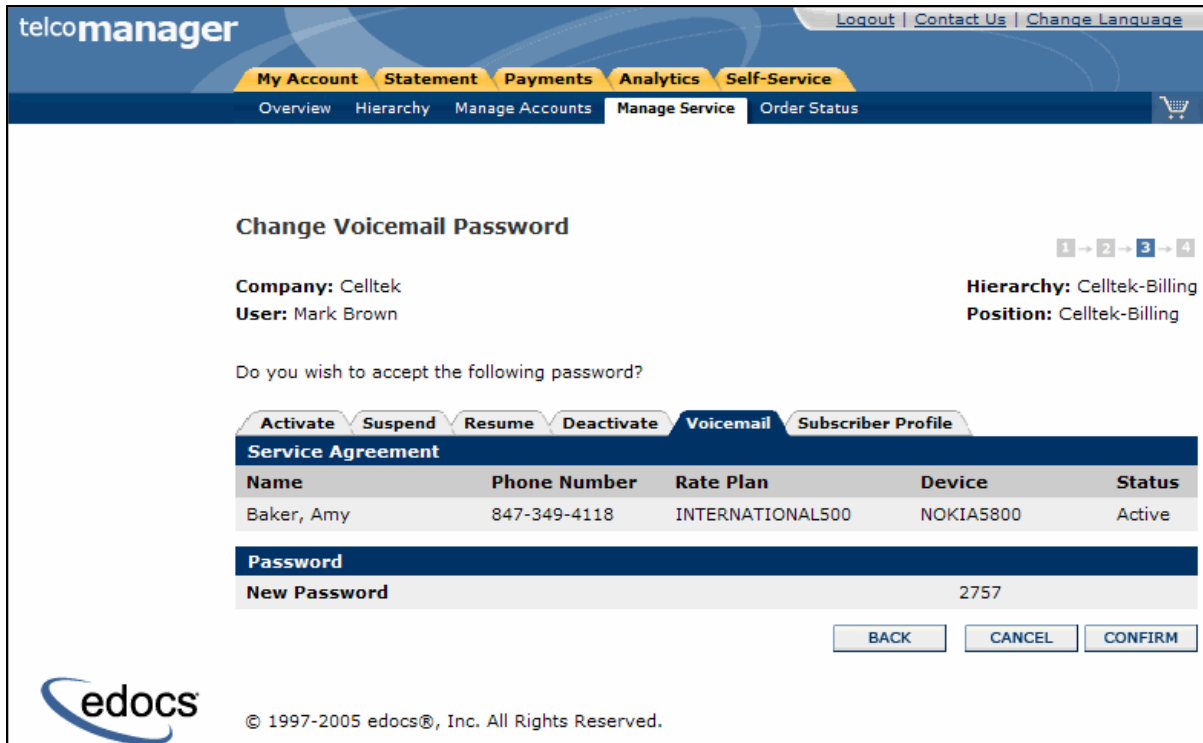 telcomanager
Logout | Contact Us | Change Language
My Account Statement Payments Analytics Self-Service
Overview Hierarchy Manage Accounts Manage Service Order Status
Change Voicemail Password
1 → 2 → 3 → 4
Company: Celltek Hierarchy: Celltek-Billing
User: Mark Brown Position: Celltek-Billing
Do you wish to accept the following password?
Activate Suspend Resume Deactivate Voicemail Subscriber Profile
Service Agreement
Name Phone Number Rate Plan Device Status
Baker, Amy 847-349-4118 INTERNATIONAL500 NOKIA5800 Active
Password
New Password 2757
BACK CANCEL CONFIRM
edocs
© 1997-2005 edocs®, Inc. All Rights Reserved.